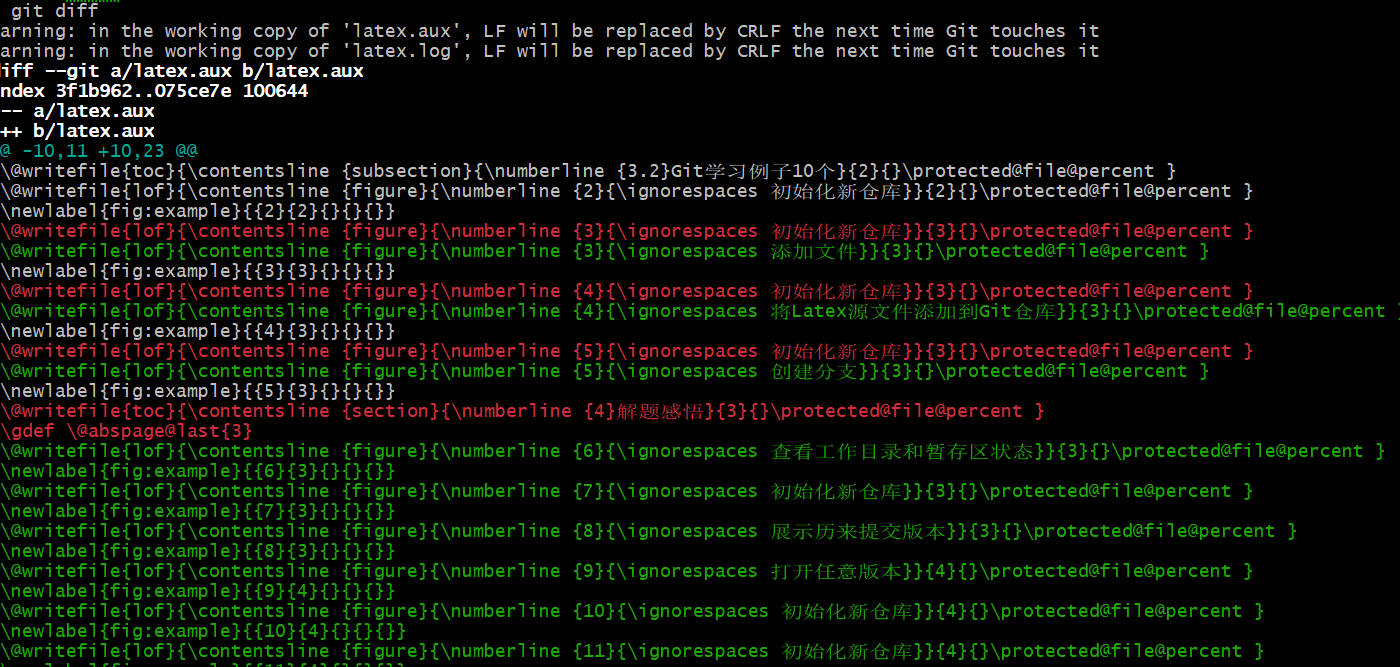 git diff
arning: in the working copy of 'latex.aux', LF will be replaced by CRLF the next time Git touches it
arning: in the working copy of 'latex.log', LF will be replaced by CRLF the next time Git touches it
iff --git a/latex.aux b/latex.aux
ndex 3f1b962..075ce7e 100644
-- a/latex.aux
++ b/latex.aux
@ -10,11 +10,23 @@
\@writefile{toc}{\contentsline {subsection}{\numberline {3.2}Git学习例子10个}{2}{}\protected@file@percent }
\@writefile{lof}{\contentsline {figure}{\numberline {2}{\ignorespaces 初始化新仓库}}{2}{}\protected@file@percent }
\newlabel{fig:example}{{2}{2}{}{}{}}
\@writefile{lof}{\contentsline {figure}{\numberline {3}{\ignorespaces 初始化新仓库}}{3}{}\protected@file@percent }
\@writefile{lof}{\contentsline {figure}{\numberline {3}{\ignorespaces 添加文件}}{3}{}\protected@file@percent }
\newlabel{fig:example}{{3}{3}{}{}{}}
\@writefile{lof}{\contentsline {figure}{\numberline {4}{\ignorespaces 初始化新仓库}}{3}{}\protected@file@percent }
\@writefile{lof}{\contentsline {figure}{\numberline {4}{\ignorespaces 将Latex源文件添加到Git仓库}}{3}{}\protected@file@percent }
\newlabel{fig:example}{{4}{3}{}{}{}}
\@writefile{lof}{\contentsline {figure}{\numberline {5}{\ignorespaces 初始化新仓库}}{3}{}\protected@file@percent }
\@writefile{lof}{\contentsline {figure}{\numberline {5}{\ignorespaces 创建分支}}{3}{}\protected@file@percent }
\newlabel{fig:example}{{5}{3}{}{}{}}
\@writefile{toc}{\contentsline {section}{\numberline {4}解题感悟}{3}{}\protected@file@percent }
\gdef \@abspage@last{3}
\@writefile{lof}{\contentsline {figure}{\numberline {6}{\ignorespaces 查看工作目录和暂存区状态}}{3}{}\protected@file@percent }
\newlabel{fig:example}{{6}{3}{}{}{}}
\@writefile{lof}{\contentsline {figure}{\numberline {7}{\ignorespaces 初始化新仓库}}{3}{}\protected@file@percent }
\newlabel{fig:example}{{7}{3}{}{}{}}
\@writefile{lof}{\contentsline {figure}{\numberline {8}{\ignorespaces 展示历来提交版本}}{3}{}\protected@file@percent }
\newlabel{fig:example}{{8}{3}{}{}{}}
\@writefile{lof}{\contentsline {figure}{\numberline {9}{\ignorespaces 打开任意版本}}{4}{}\protected@file@percent }
\newlabel{fig:example}{{9}{4}{}{}{}}
\@writefile{lof}{\contentsline {figure}{\numberline {10}{\ignorespaces 初始化新仓库}}{4}{}\protected@file@percent }
\newlabel{fig:example}{{10}{4}{}{}{}}
\@writefile{lof}{\contentsline {figure}{\numberline {11}{\ignorespaces 初始化新仓库}}{4}{}\protected@file@percent }